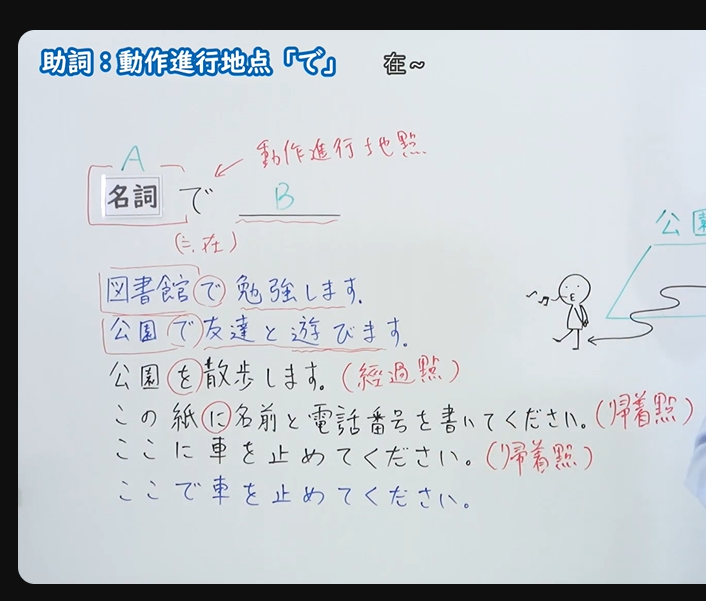 助詞：動作進行地点「で」　在～
動作進行地點
A
名詞 で B
(≒在)
公園
図書館で勉強します.
公園で友達と遊びます.
公園を散歩します。(經過點)
この紙に名前と電話番号を書いてください。(帰着點)
ここに車を止めてください。(帰着點)
ここで車を止めてください。